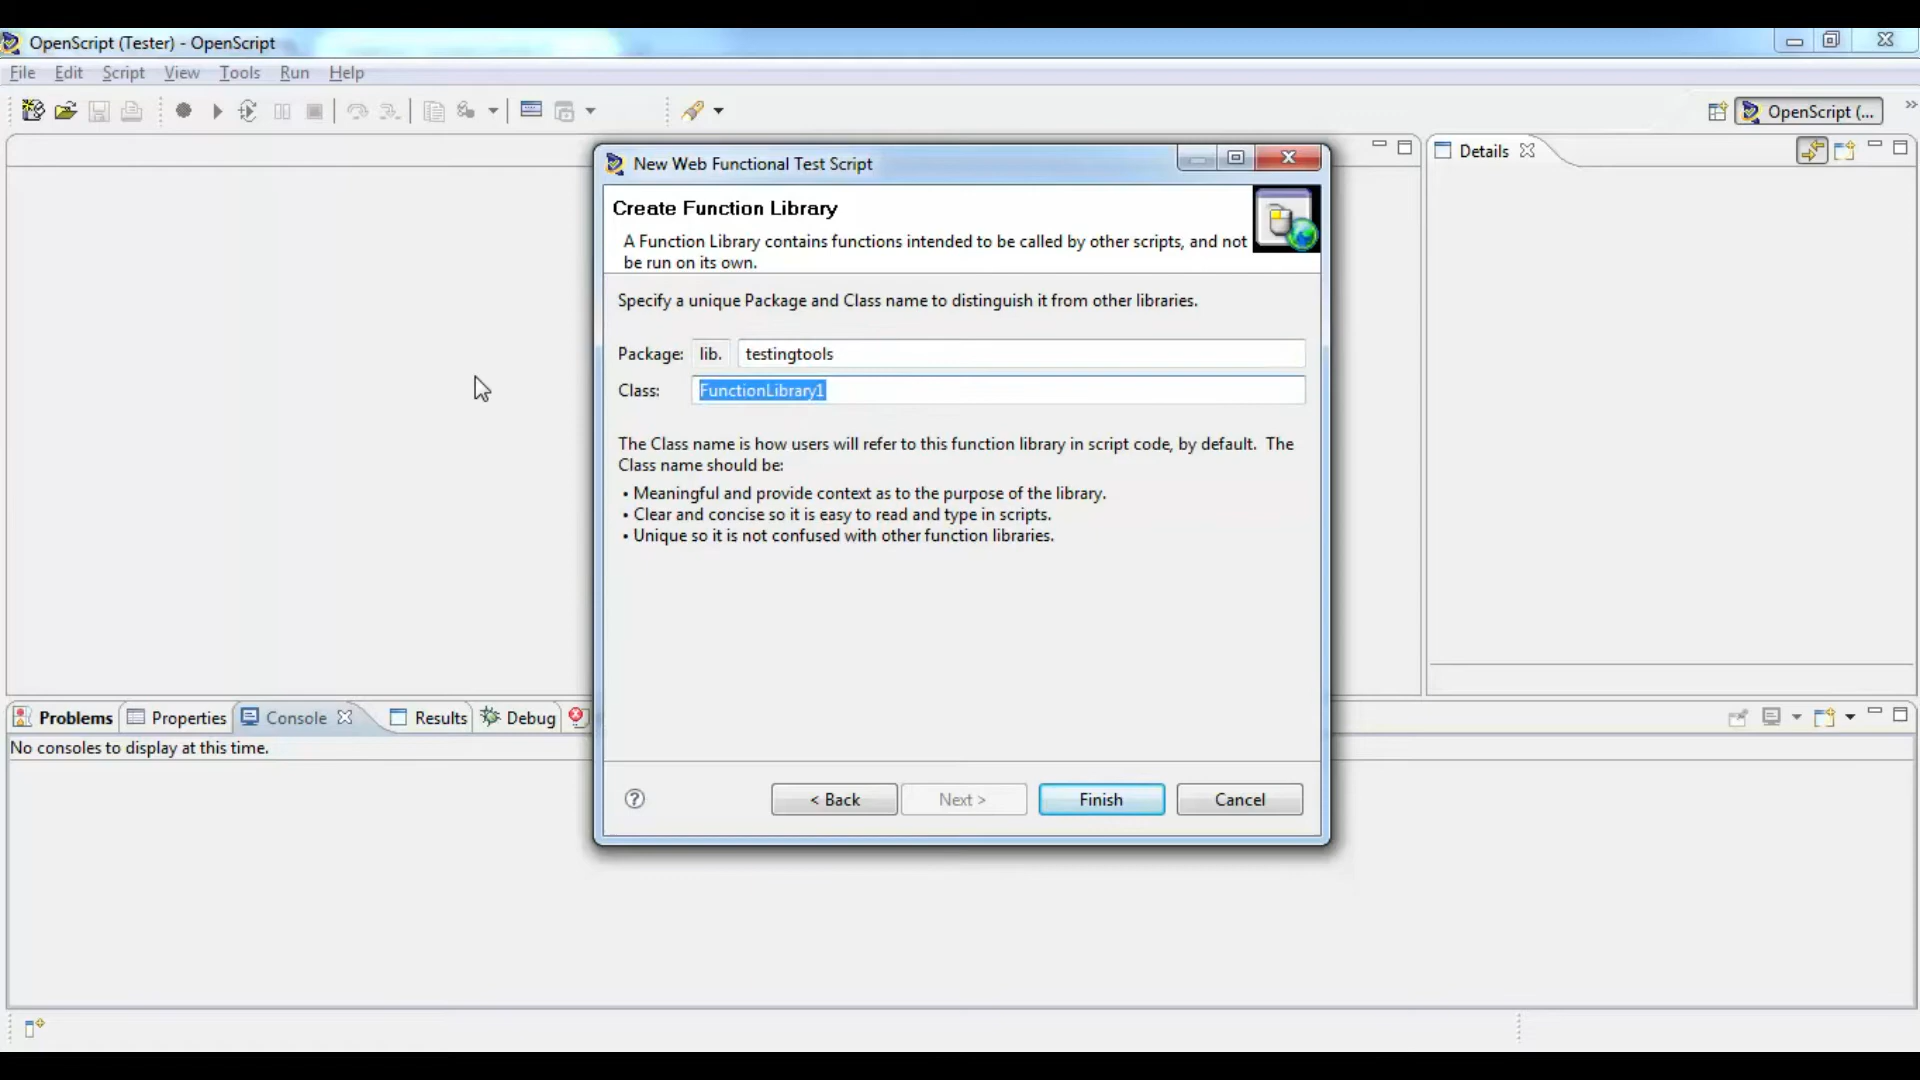 OpenScript (Tester) - OpenScript
File Edit Script View Tools Run Help
OpenScript (...
Details
New Web Functional Test Script
Create Function Library
A Function Library contains functions intended to be called by other scripts, and not
be run on its own.
Specify a unique Package and Class name to distinguish it from other libraries.
Package: lib. testingtools
Class: FunctionLibrary1
The Class name is how users will refer to this function library in script code, by default. The
Class name should be:
• Meaningful and provide context as to the purpose of the library.
• Clear and concise so it is easy to read and type in scripts.
• Unique so it is not confused with other function libraries.
< Back Next > Finish Cancel
Problems Properties Console Results Debug
No consoles to display at this time.